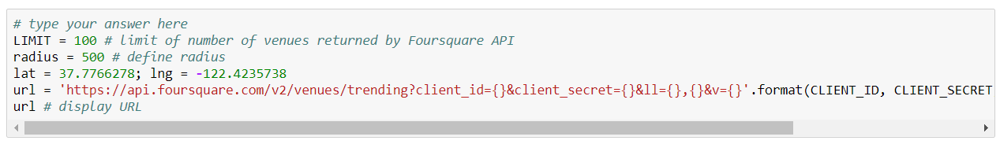 # type your answer here
LIMIT = 100 # limit of number of venues returned by Foursquare API
radius = 500 # define radius
lat = 37.7766278; lng = -122.4235738
url = 'https://api.foursquare.com/v2/venues/trending?client_id={}&client_secret={}&ll={},{}&v={}'.format(CLIENT_ID, CLIENT_SECRET
url # display URL